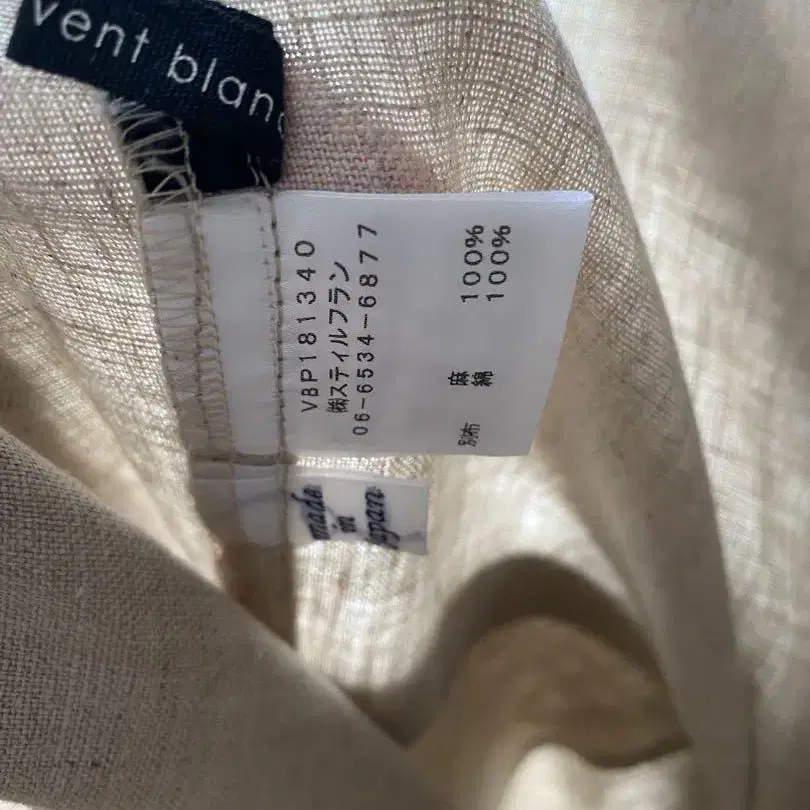 vent blanc
VBP181340
㈱スティルフラン
06-6534-6877
麻 100%
別布 綿 100%
made
in
Japan